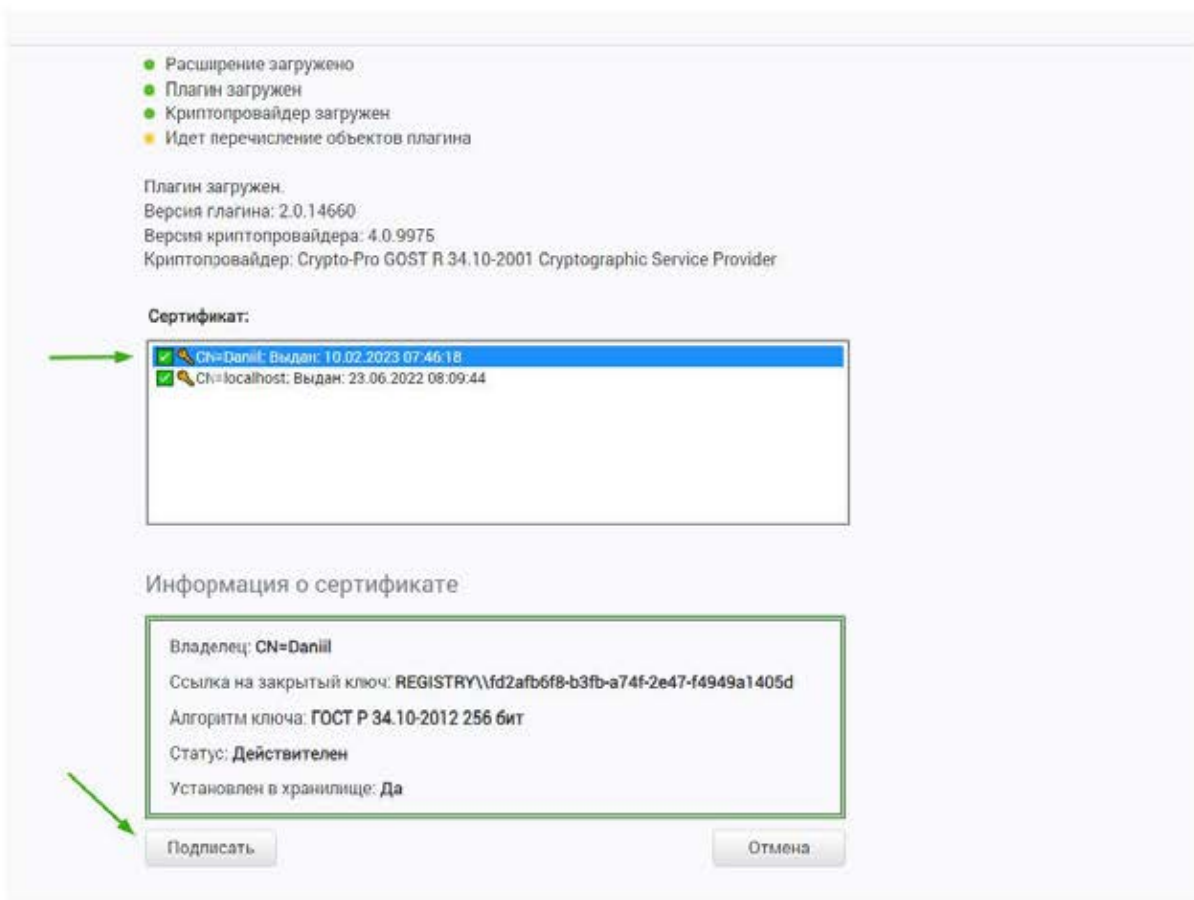 Расширение загружено
Плагин загружен
Криптопровайдер загружен
Идет перечисление объектов плагина
Плагин загружен.
Версия плагина: 2.0.14660
Версия криптопровайдера: 4.0.9975
Криптопровайдер: Crypto-Pro GOST R 34.10-2001 Cryptographic Service Provider
Сертификат:
CN=Daniil; Выдан: 10.02.2023 07:46:18
CN=localhost; Выдан: 23.06.2022 08:09:44
Информация о сертификате
Владелец: CN=Daniil
Ссылка на закрытый ключ: REGISTRY\\fd2afb6f8-b3fb-a74f-2e47-f4949a1405d
Алгоритм ключа: ГОСТ Р 34.10-2012 256 бит
Статус: Действителен
Установлен в хранилище: Да
Подписать Отмена